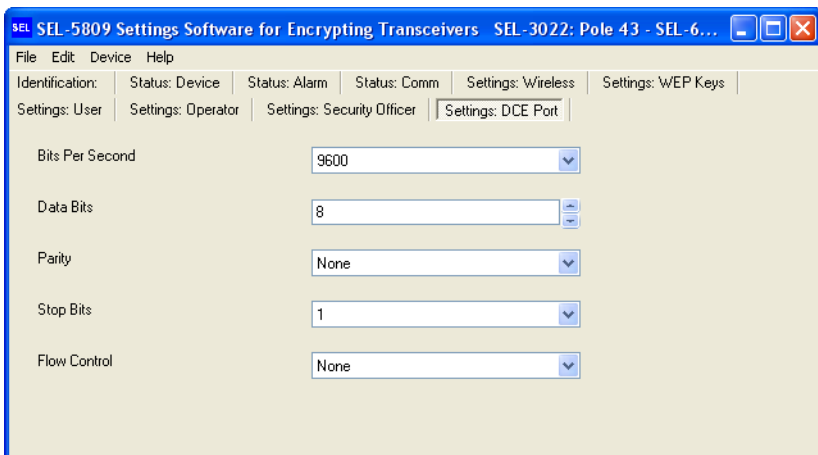 SEL SEL-5809 Settings Software for Encrypting Transceivers SEL-3022: Pole 43 - SEL-6...
File Edit Device Help
Identification: Status: Device Status: Alarm Status: Comm Settings: Wireless Settings: WEP Keys
Settings: User Settings: Operator Settings: Security Officer Settings: DCE Port
Bits Per Second 9600
Data Bits 8
Parity None
Stop Bits 1
Flow Control None